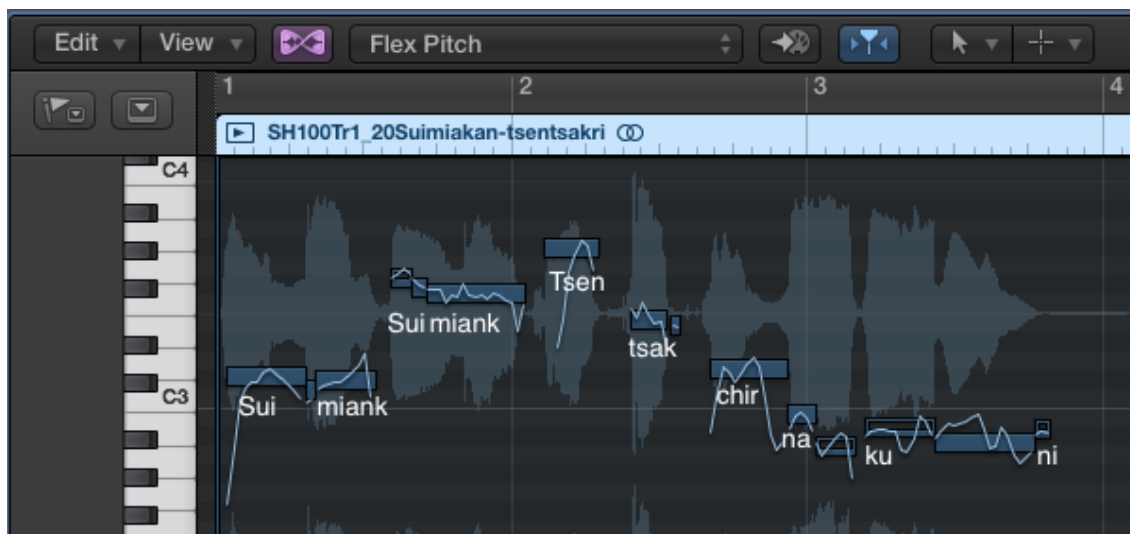 Edit View Flex Pitch
1 2 3 4
SH100Tr1_20Suimiakan-tsentsakri
C4
Tsen
Sui miank
tsak
chir
C3
Sui miank
na
ku
ni